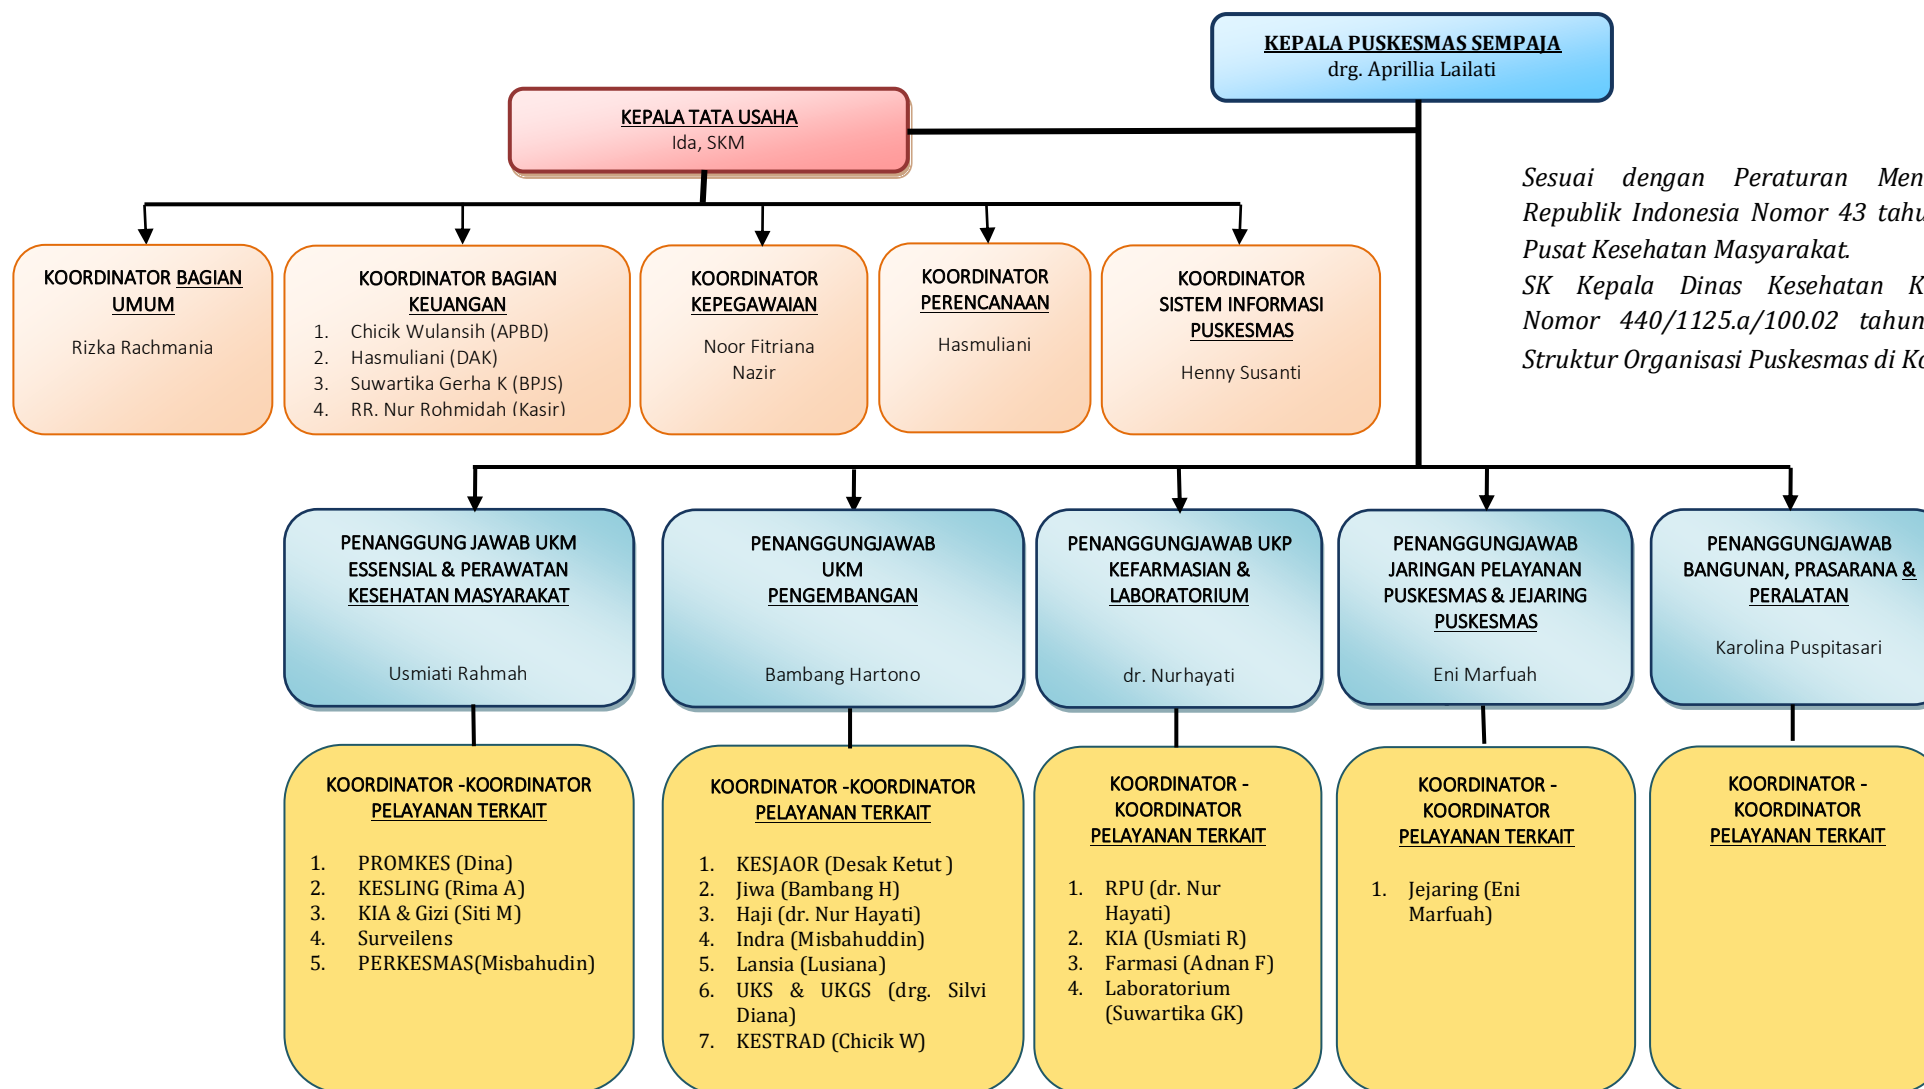 KEPALA PUSKESMAS SEMPAJA
drg. Aprillia Lailati
KEPALA TATA USAHA
Ida, SKM
Sesuai dengan Peraturan Men
Republik Indonesia Nomor 43 tahu
Pusat Kesehatan Masyarakat.
SK Kepala Dinas Kesehatan K
Nomor 440/1125.a/100.02 tahun
Struktur Organisasi Puskesmas di Ko
KOORDINATOR BAGIAN
UMUM
Rizka Rachmania
KOORDINATOR BAGIAN
KEUANGAN
1. Chicik Wulansih (APBD)
2. Hasmuliani (DAK)
3. Suwartika Gerha K (BPJS)
4. RR. Nur Rohmidah (Kasir)
KOORDINATOR
KEPEGAWAIAN
Noor Fitriana
Nazir
KOORDINATOR
PERENCANAAN
Hasmuliani
KOORDINATOR
SISTEM INFORMASI
PUSKESMAS
Henny Susanti
PENANGGUNG JAWAB UKM
ESSENSIAL & PERAWATAN
KESEHATAN MASYARAKAT
Usmiati Rahmah
PENANGGUNGJAWAB
UKM
PENGEMBANGAN
Bambang Hartono
PENANGGUNGJAWAB UKP
KEFARMASIAN &
LABORATORIUM
dr. Nurhayati
PENANGGUNGJAWAB
JARINGAN PELAYANAN
PUSKESMAS & JEJARING
PUSKESMAS
Eni Marfuah
PENANGGUNGJAWAB
BANGUNAN, PRASARANA &
PERALATAN
Karolina Puspitasari
KOORDINATOR -KOORDINATOR
PELAYANAN TERKAIT
1. PROMKES (Dina)
2. KESLING (Rima A)
3. KIA & Gizi (Siti M)
4. Surveilens
5. PERKESMAS(Misbahudin)
KOORDINATOR -KOORDINATOR
PELAYANAN TERKAIT
1. KESJAOR (Desak Ketut )
2. Jiwa (Bambang H)
3. Haji (dr. Nur Hayati)
4. Indra (Misbahuddin)
5. Lansia (Lusiana)
6. UKS & UKGS (drg. Silvi
Diana)
7. KESTRAD (Chicik W)
KOORDINATOR -
KOORDINATOR
PELAYANAN TERKAIT
1. RPU (dr. Nur
Hayati)
2. KIA (Usmiati R)
3. Farmasi (Adnan F)
4. Laboratorium
(Suwartika GK)
KOORDINATOR -
KOORDINATOR
PELAYANAN TERKAIT
1. Jejaring (Eni
Marfuah)
KOORDINATOR -
KOORDINATOR
PELAYANAN TERKAIT